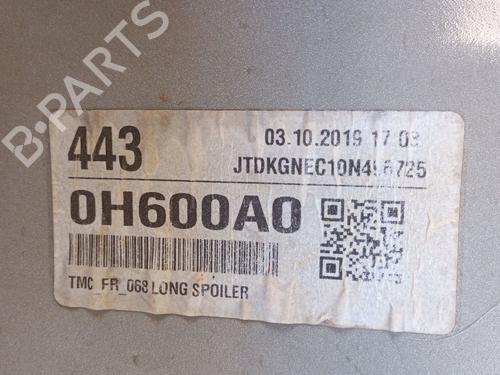 B-PARTS
443
03.10.2019 17:03
0H600A0
TMC_FR_068 LONG SPOILER